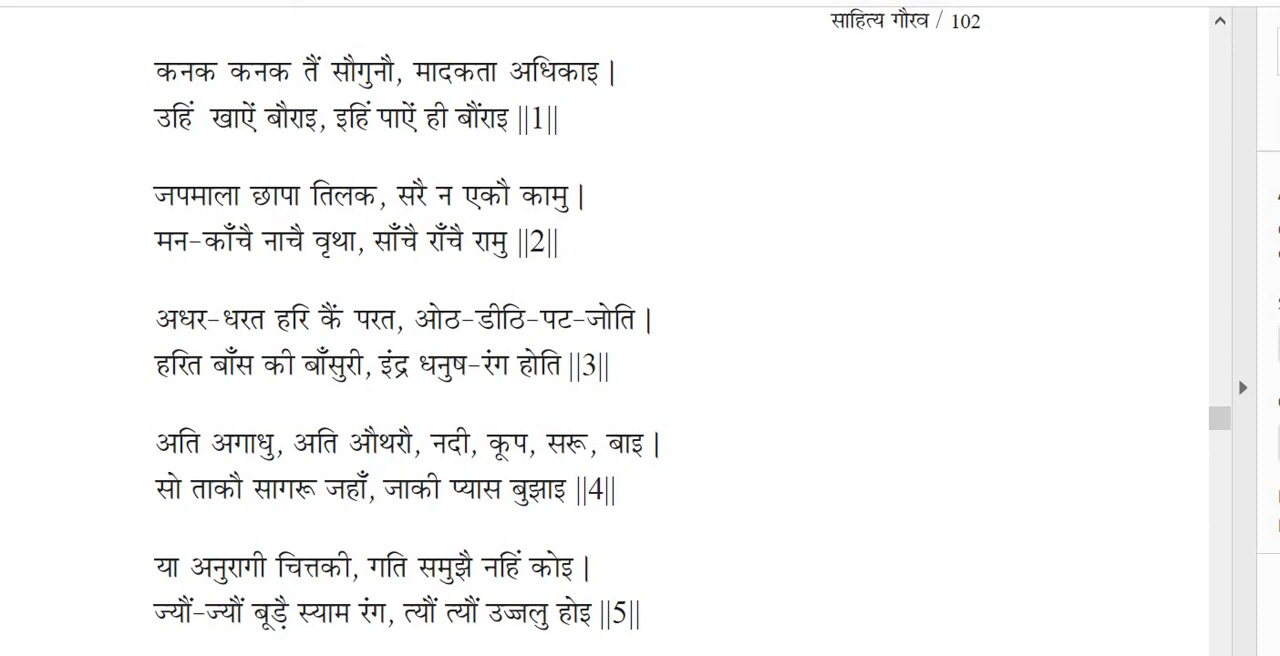 साहित्य गौरव / 102
कनक कनक तैं सौगुनौ, मादकता अधिकाइ |
उहिं खाऐं बौराइ, इहिं पाऐं ही बौंराइ ||1||
जपमाला छापा तिलक, सरै न एकौ कामु |
मन-काँचै नाचै वृथा, साँचै राँचै रामु ||2||
अधर-धरत हरि कैं परत, ओठ-डीठि-पट-जोति |
हरित बाँस की बाँसुरी, इंद्र धनुष-रंग होति ||3||
अति अगाधु, अति औथरौ, नदी, कूप, सरू, बाइ |
सो ताकौ सागरू जहाँ, जाकी प्यास बुझाइ ||4||
या अनुरागी चित्तकी, गति समुझै नहिं कोइ |
ज्यौं-ज्यौं बूड़ै स्याम रंग, त्यौं त्यौं उज्जलु होइ ||5||